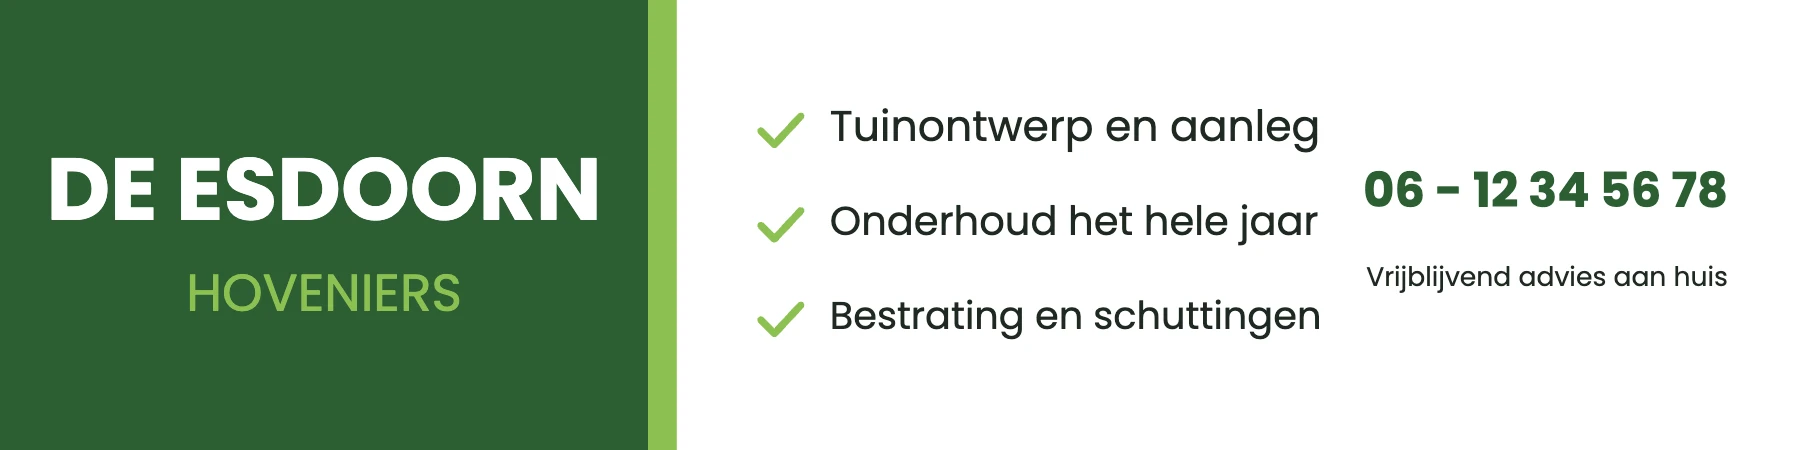 DE ESDOORN
HOVENIERS
Tuinontwerp en aanleg
Onderhoud het hele jaar
Bestrating en schuttingen
06 – 12 34 56 78
Vrijblijvend advies aan huis